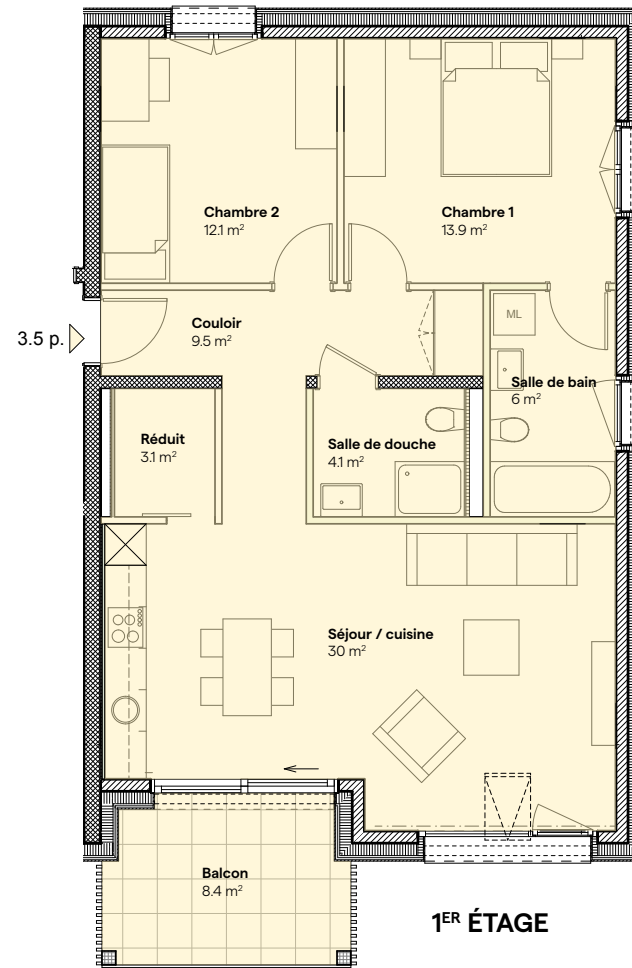 Chambre 2
12.1 m²
Chambre 1
13.9 m²
3.5 p.
Couloir
9.5 m²
ML
Salle de bain
6 m²
Réduit
3.1 m²
Salle de douche
4.1 m²
Séjour / cuisine
30 m²
Balcon
8.4 m²
1ER ÉTAGE